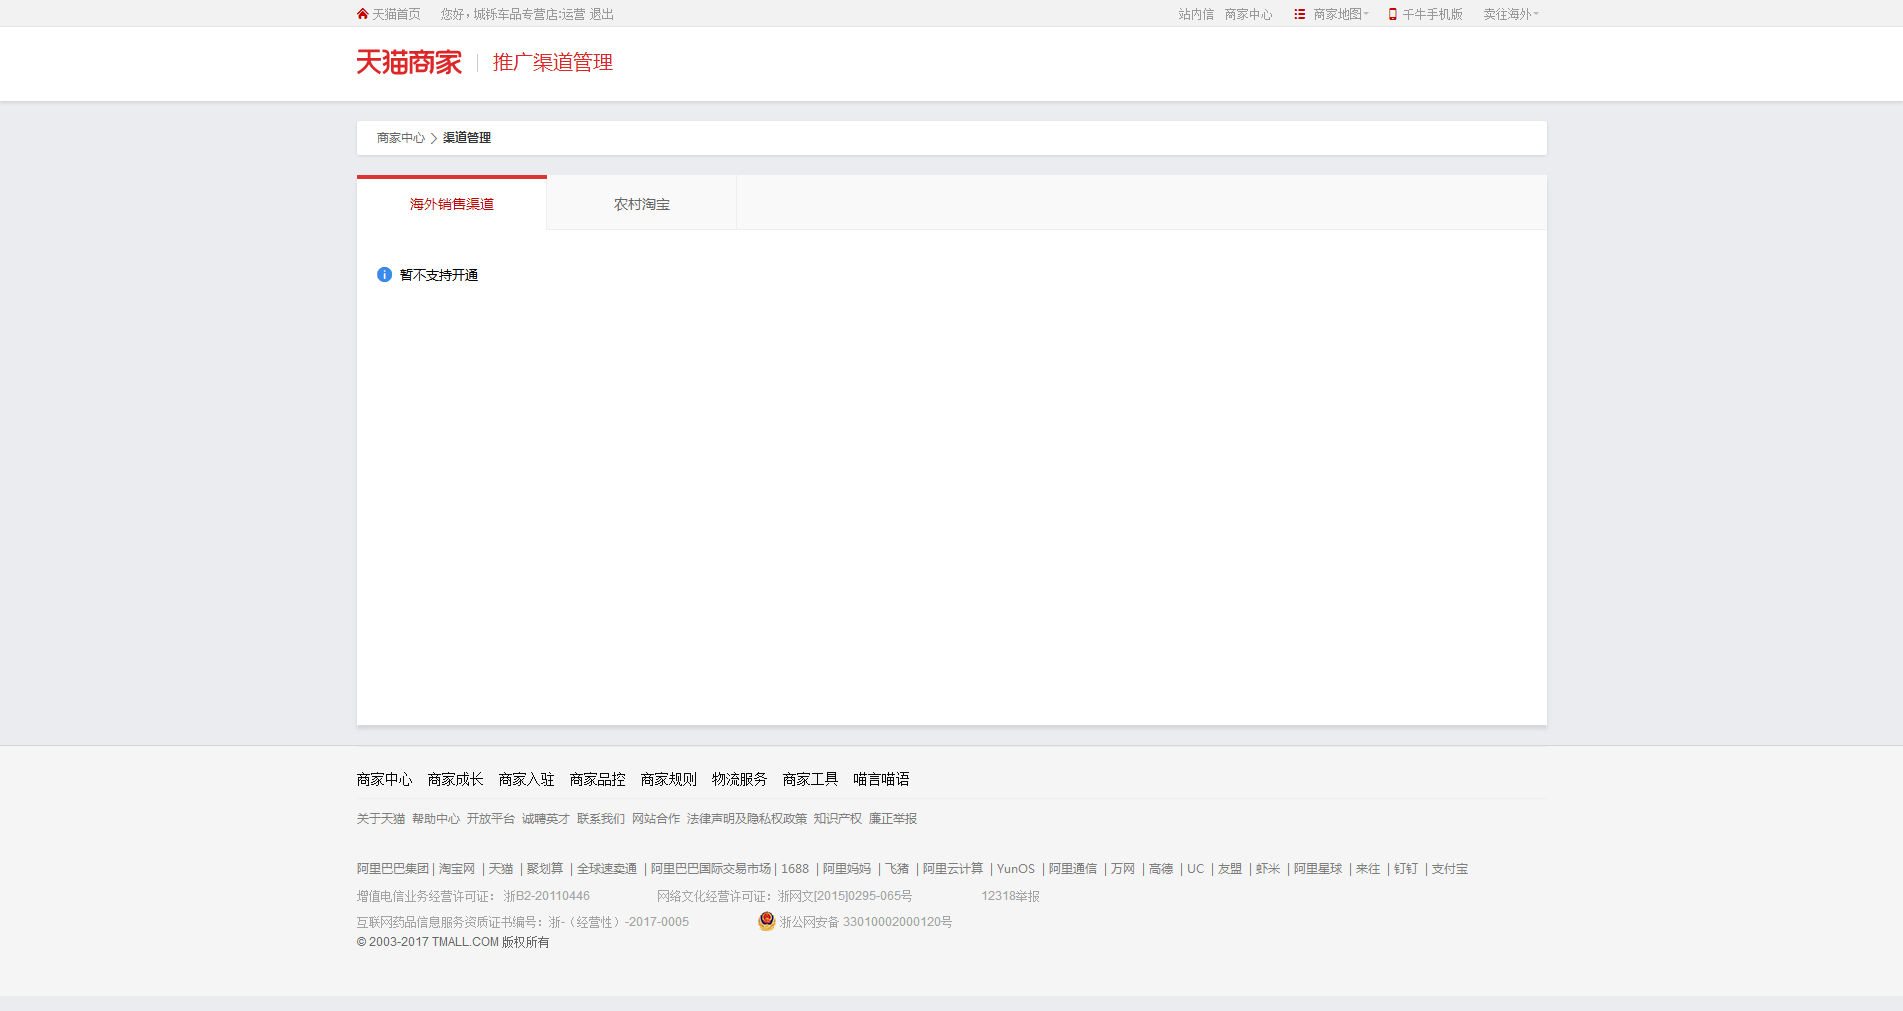 天猫首页 您好，城铄车品专营店:运营 退出 站内信 商家中心 商家地图 千牛手机版 卖往海外
天猫商家 推广渠道管理
商家中心 > 渠道管理
海外销售渠道 农村淘宝
暂不支持开通
商家中心 商家成长 商家入驻 商家品控 商家规则 物流服务 商家工具 喵言喵语
关于天猫 帮助中心 开放平台 诚聘英才 联系我们 网站合作 法律声明及隐私权政策 知识产权 廉正举报
阿里巴巴集团 | 淘宝网 | 天猫 | 聚划算 | 全球速卖通 | 阿里巴巴国际交易市场 | 1688 | 阿里妈妈 | 飞猪 | 阿里云计算 | YunOS | 阿里通信 | 万网 | 高德 | UC | 友盟 | 虾米 | 阿里星球 | 来往 | 钉钉 | 支付宝
增值电信业务经营许可证： 浙B2-20110446 网络文化经营许可证：浙网文[2015]0295-065号 12318举报
互联网药品信息服务资质证书编号：浙-（经营性）-2017-0005 浙公网安备 33010002000120号
© 2003-2017 TMALL.COM 版权所有